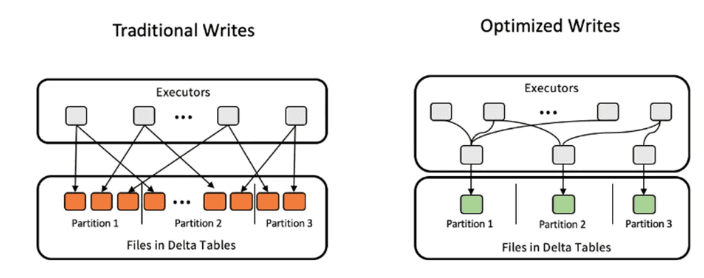 Traditional Writes
Executors
...
Partition 1 ... Partition 2 Partition 3
Files in Delta Tables
Optimized Writes
Executors
...
Partition 1 Partition 2 Partition 3
Files in Delta Tables